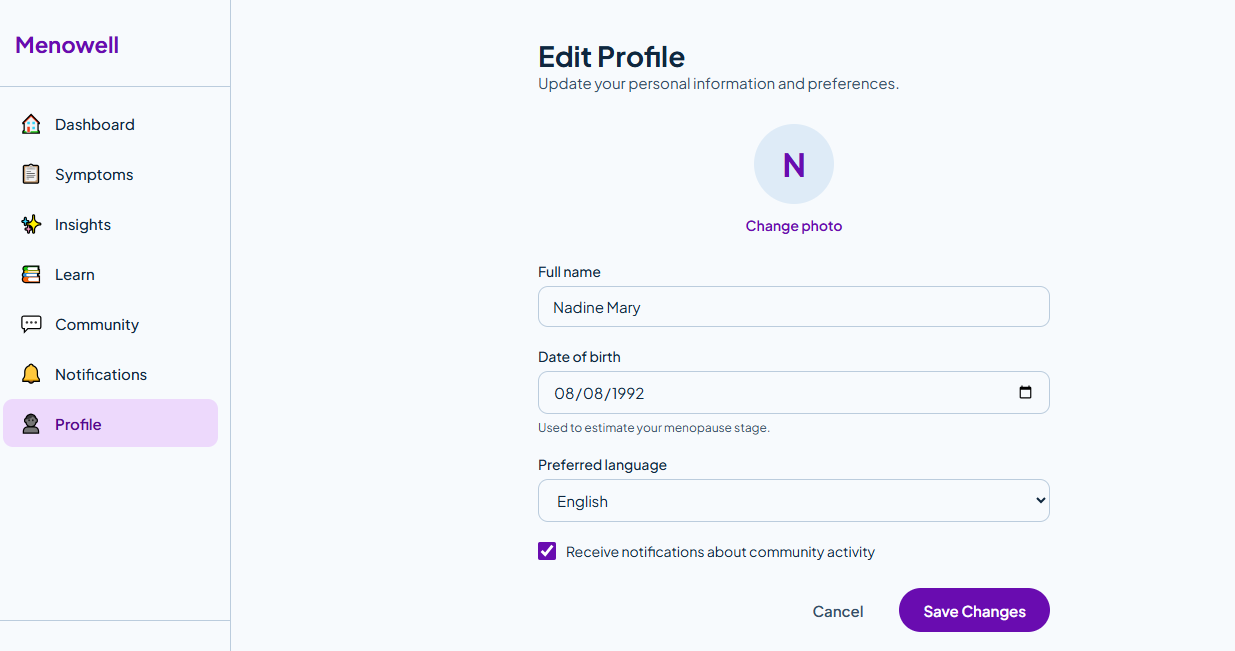 Menowell
Dashboard
Symptoms
Insights
Learn
Community
Notifications
Profile
Edit Profile
Update your personal information and preferences.
N
Change photo
Full name
Nadine Mary
Date of birth
08/08/1992
Used to estimate your menopause stage.
Preferred language
English
Receive notifications about community activity
Cancel
Save Changes